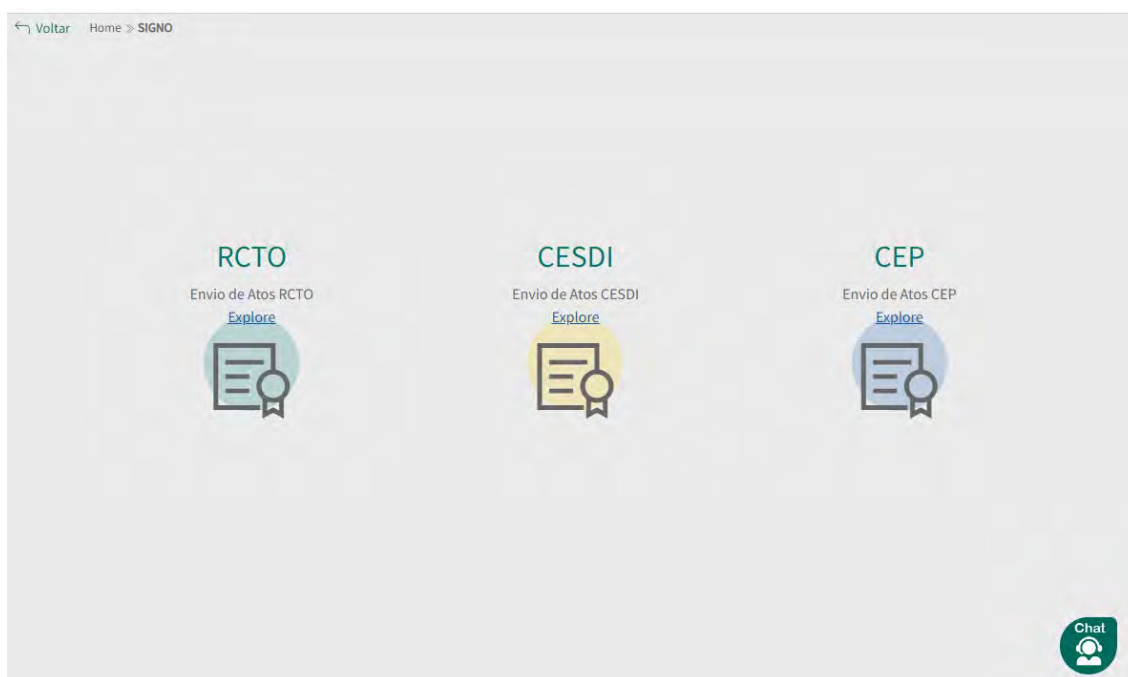 Voltar Home » SIGNO
RCTO
Envio de Atos RCTO
Explore
CESDI
Envio de Atos CESDI
Explore
CEP
Envio de Atos CEP
Explore
Chat